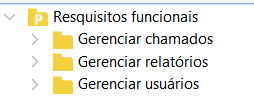 Resquisitos funcionais
Gerenciar chamados
Gerenciar relatórios
Gerenciar usuários